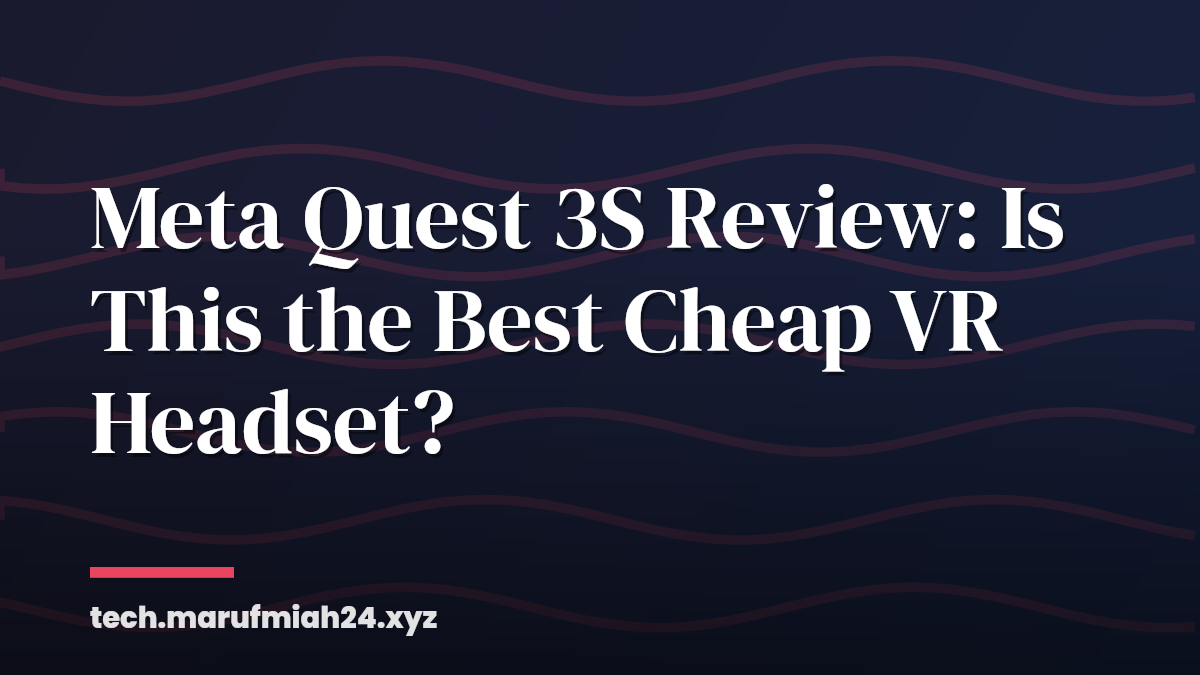 Meta Quest 3S Review: Is
This the Best Cheap VR
Headset?
tech.marufmiah24.xyz